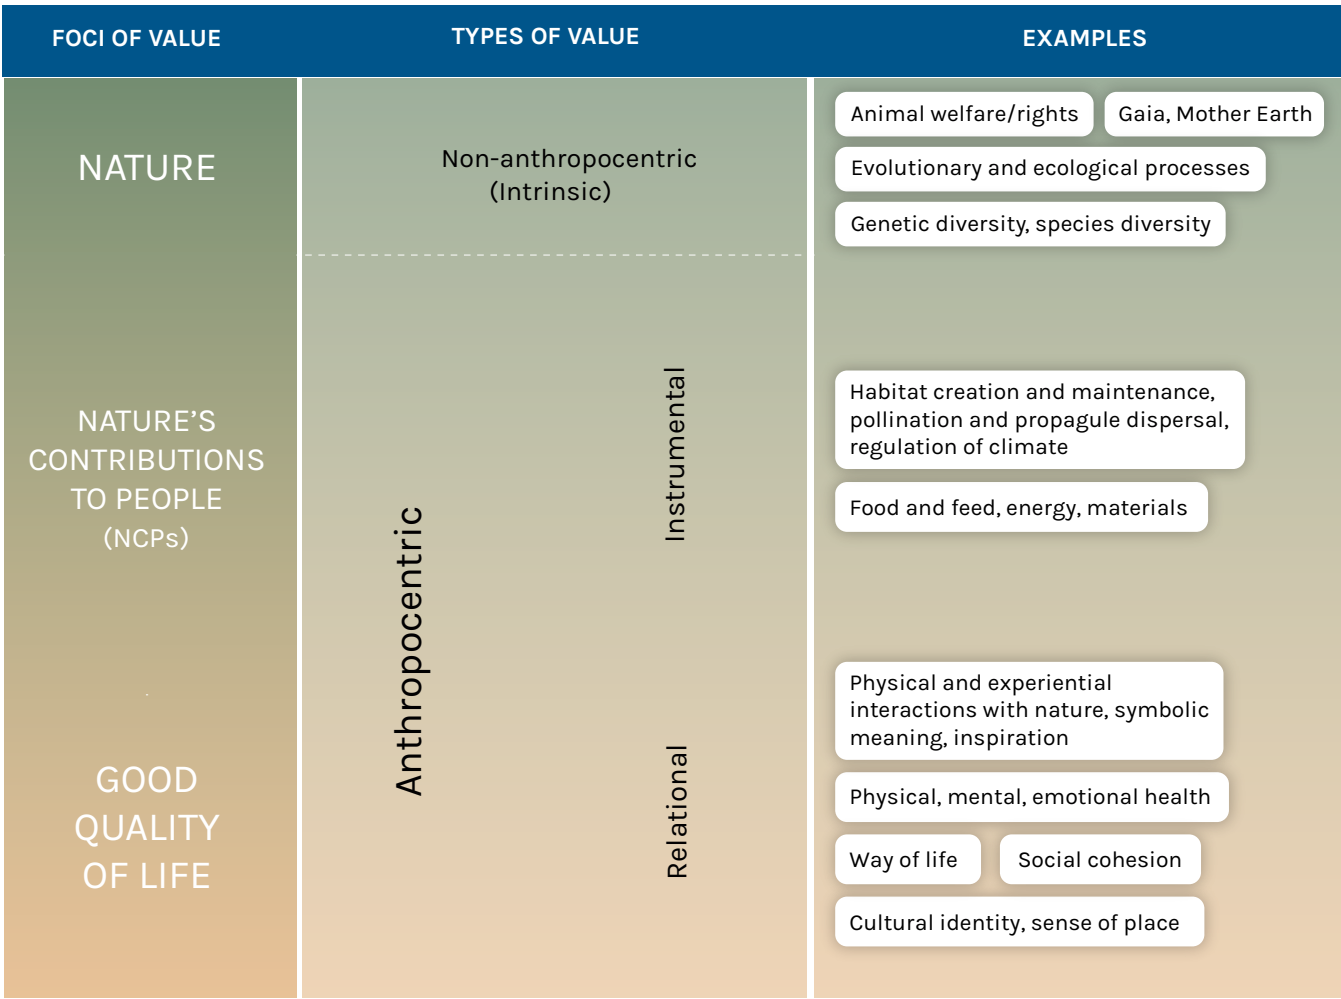 FOCI OF VALUE
TYPES OF VALUE
EXAMPLES
NATURE
Non-anthropocentric
(Intrinsic)
Animal welfare/rights
Gaia, Mother Earth
Evolutionary and ecological processes
Genetic diversity, species diversity
NATURE’S
CONTRIBUTIONS
TO PEOPLE
(NCPs)
Anthropocentric
Instrumental
Habitat creation and maintenance,
pollination and propagule dispersal,
regulation of climate
Food and feed, energy, materials
GOOD
QUALITY
OF LIFE
Relational
Physical and experiential
interactions with nature, symbolic
meaning, inspiration
Physical, mental, emotional health
Way of life
Social cohesion
Cultural identity, sense of place